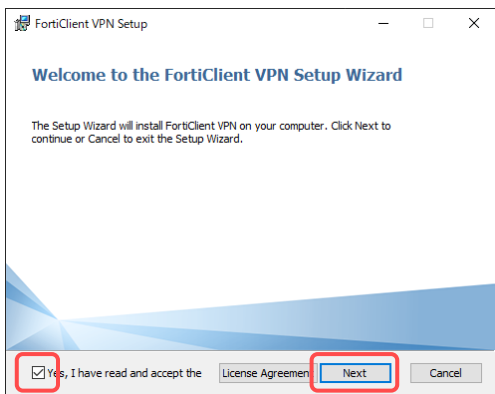 FortiClient VPN Setup
Welcome to the FortiClient VPN Setup Wizard
The Setup Wizard will install FortiClient VPN on your computer. Click Next to
continue or Cancel to exit the Setup Wizard.
Yes, I have read and accept the License Agreemen Next Cancel